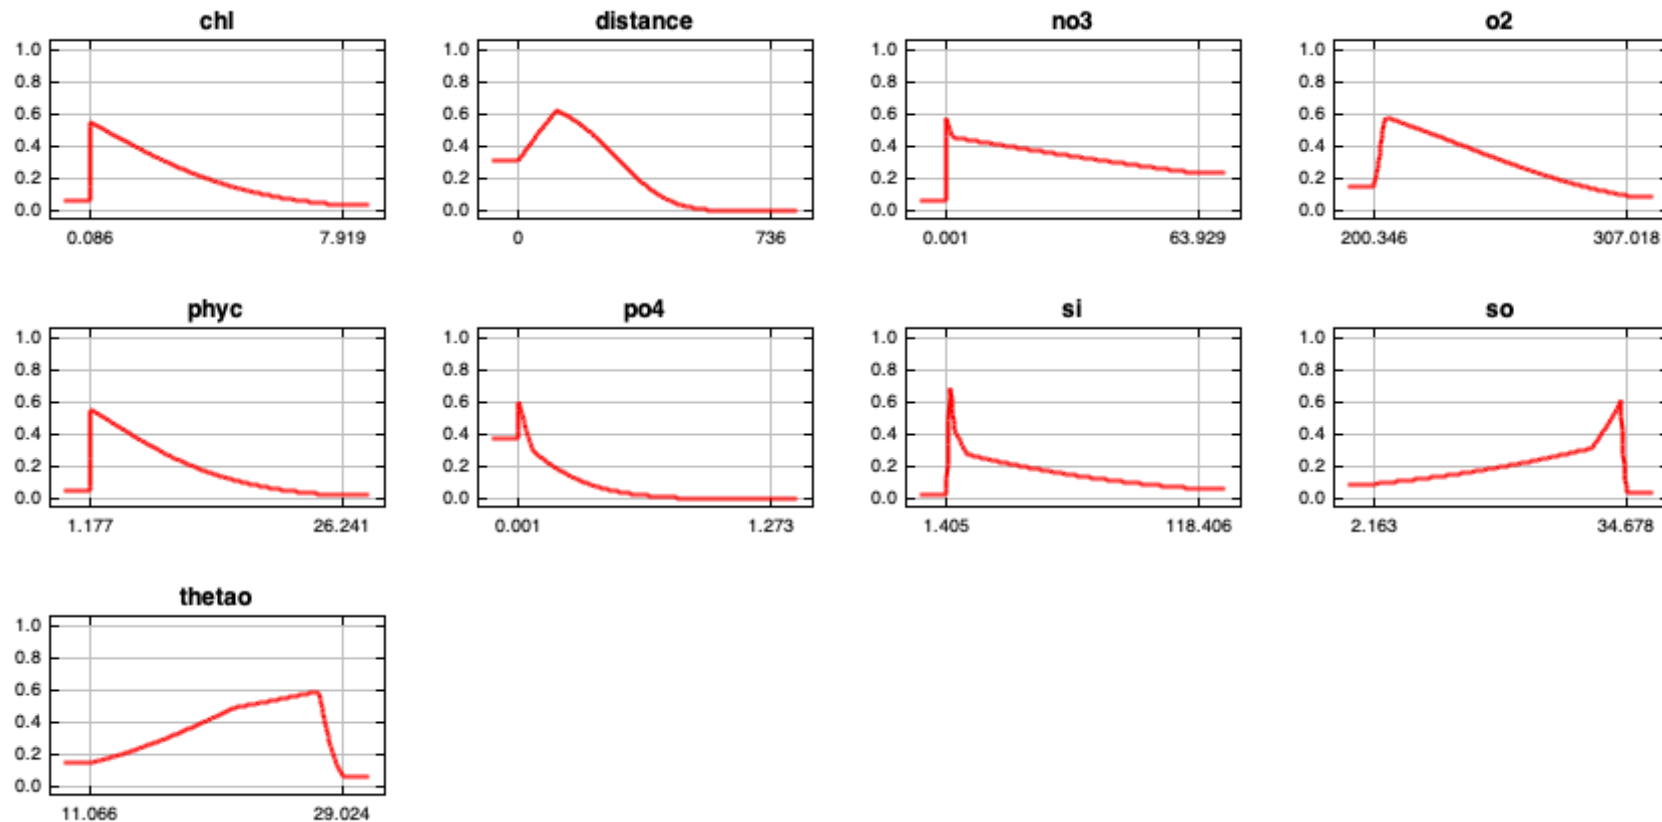 chl distance no3 o2
1.0 1.0 1.0 1.0
0.8 0.8 0.8 0.8
0.6 0.6 0.6 0.6
0.4 0.4 0.4 0.4
0.2 0.2 0.2 0.2
0.0 0.0 0.0 0.0
0.086 7.919 0 736 0.001 63.929 200.346 307.018
phyc po4 si so
1.0 1.0 1.0 1.0
0.8 0.8 0.8 0.8
0.6 0.6 0.6 0.6
0.4 0.4 0.4 0.4
0.2 0.2 0.2 0.2
0.0 0.0 0.0 0.0
1.177 26.241 0.001 1.273 1.405 118.406 2.163 34.678
thetao
1.0
0.8
0.6
0.4
0.2
0.0
11.066 29.024